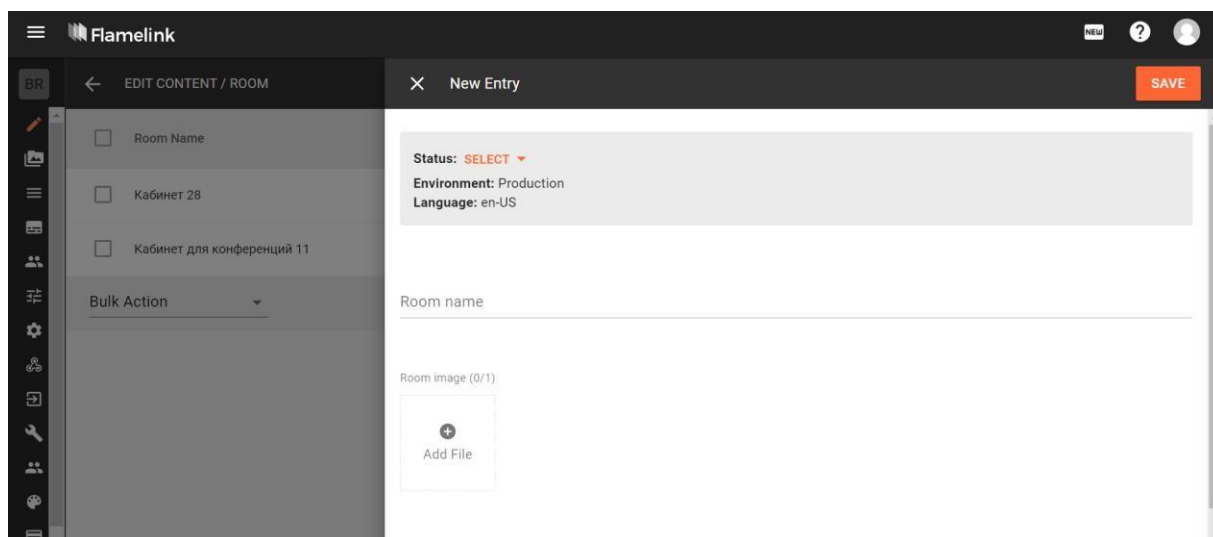 Flamelink
NEW
?
BR
EDIT CONTENT / ROOM
New Entry
SAVE
Room Name
Кабинет 28
Кабинет для конференций 11
Bulk Action
Status: SELECT
Environment: Production
Language: en-US
Room name
Room image (0/1)
Add File